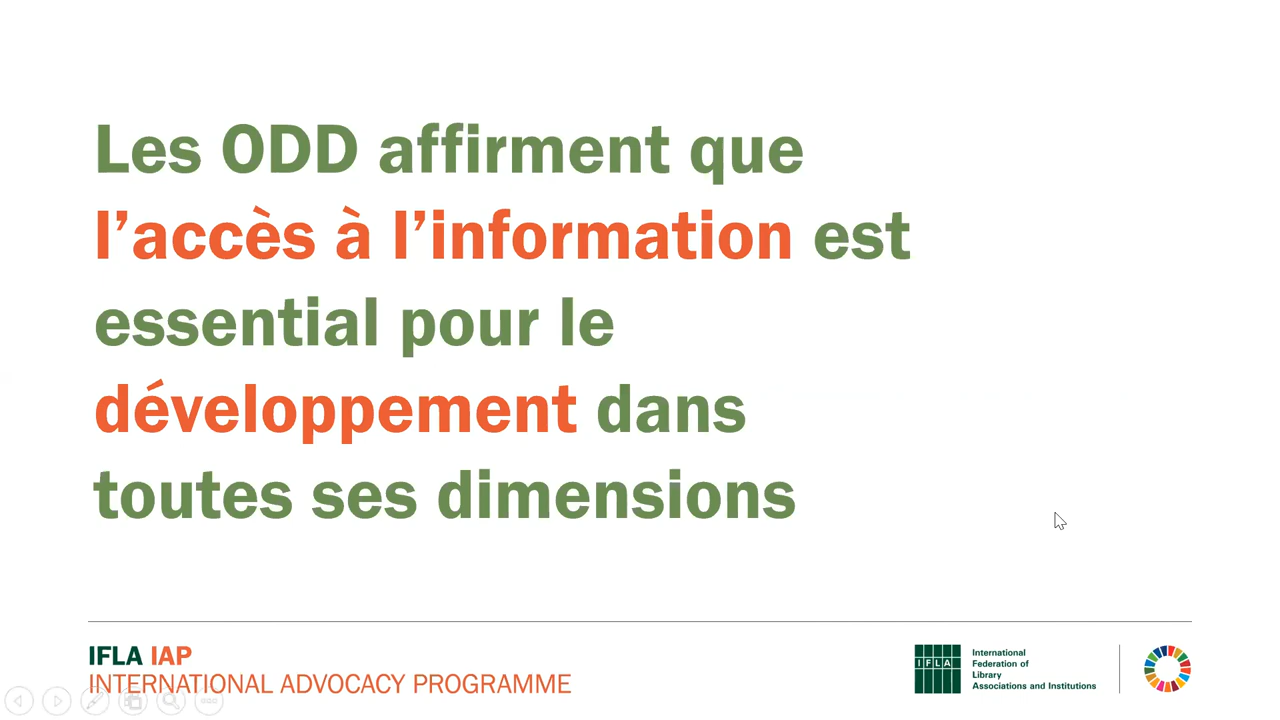 Les ODD affirment que
l’accès à l’information est
essential pour le
développement dans
toutes ses dimensions
IFLA IAP
INTERNATIONAL ADVOCACY PROGRAMME
IFLA
International
Federation of
Library
Associations and Institutions